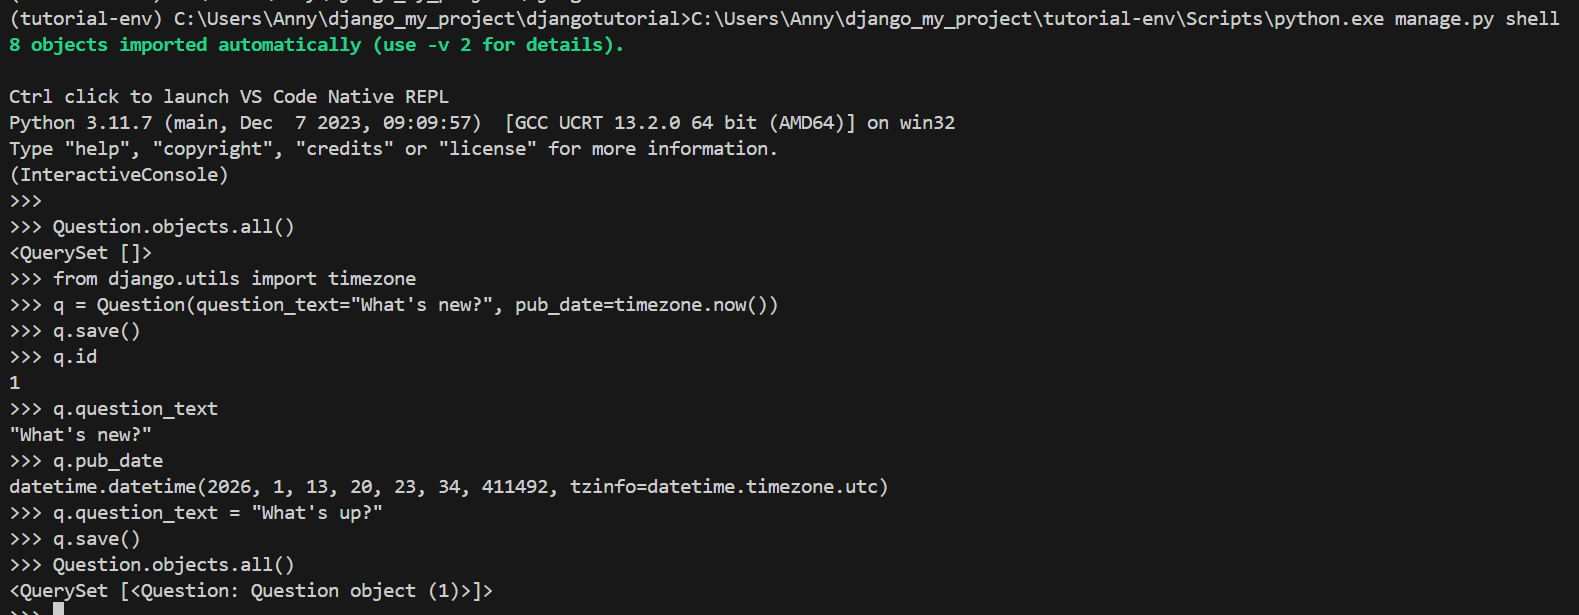 (tutorial-env) C:\Users\Anny\django_my_project\djangotutorial>C:\Users\Anny\django_my_project\tutorial-env\Scripts\python.exe manage.py shell
8 objects imported automatically (use -v 2 for details).
Ctrl click to launch VS Code Native REPL
Python 3.11.7 (main, Dec  7 2023, 09:09:57)  [GCC UCRT 13.2.0 64 bit (AMD64)] on win32
Type "help", "copyright", "credits" or "license" for more information.
(InteractiveConsole)
>>>
>>> Question.objects.all()
<QuerySet []>
>>> from django.utils import timezone
>>> q = Question(question_text="What's new?", pub_date=timezone.now())
>>> q.save()
>>> q.id
1
>>> q.question_text
"What's new?"
>>> q.pub_date
datetime.datetime(2026, 1, 13, 20, 23, 34, 411492, tzinfo=datetime.timezone.utc)
>>> q.question_text = "What's up?"
>>> q.save()
>>> Question.objects.all()
<QuerySet [<Question: Question object (1)>]>
>>>